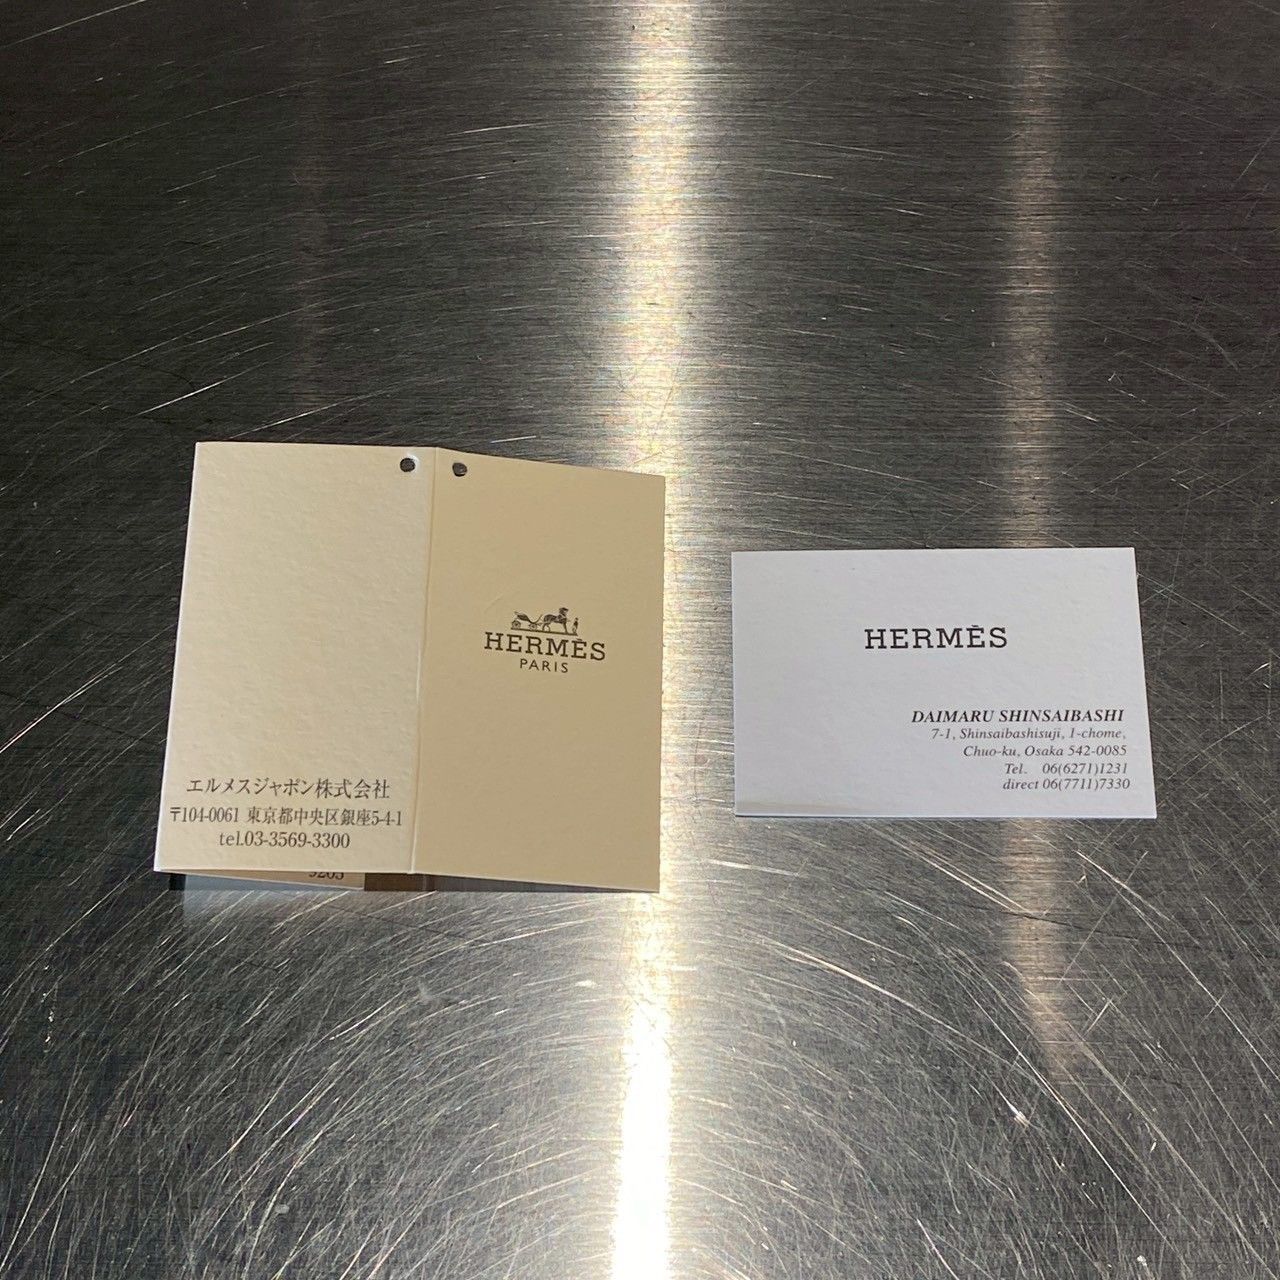 エルメスジャポン株式会社
〒104-0061 東京都中央区銀座5-4-1
tel.03-3569-3300
HERMÈS
PARIS
HERMÈS
DAIMARU SHINSAIBASHI
7-1, Shinsaibashisuji, 1-chome,
Chuo-ku, Osaka 542-0085
Tel. 06(6271)1231
direct 06(7711)7330